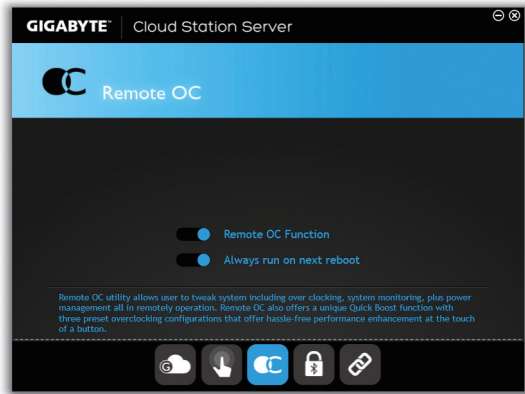 GIGABYTE™ Cloud Station Server
OC Remote OC
Remote OC Function
Always run on next reboot
Remote OC utility allows user to tweak system including over clocking, system monitoring, plus power
management all in remotely operation. Remote OC also offers a unique Quick Boost function with
three preset overclocking configurations that offer hassle-free performance enhancement at the touch
of a button.
G OC